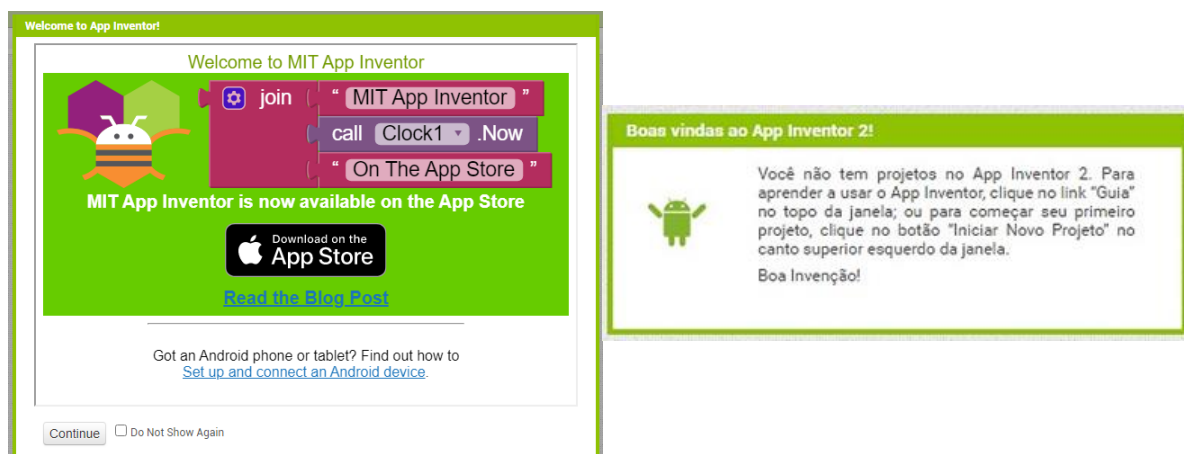 Welcome to App Inventor!
Welcome to MIT App Inventor
join
“ MIT App Inventor ”
call Clock1 .Now
“ On The App Store ”
MIT App Inventor is now available on the App Store
Download on the
App Store
Read the Blog Post
Got an Android phone or tablet? Find out how to
Set up and connect an Android device.
Continue
Do Not Show Again
Boas vindas ao App Inventor 2!
Você não tem projetos no App Inventor 2. Para
aprender a usar o App Inventor, clique no link "Guia"
no topo da janela; ou para começar seu primeiro
projeto, clique no botão "Iniciar Novo Projeto" no
canto superior esquerdo da janela.
Boa Invenção!